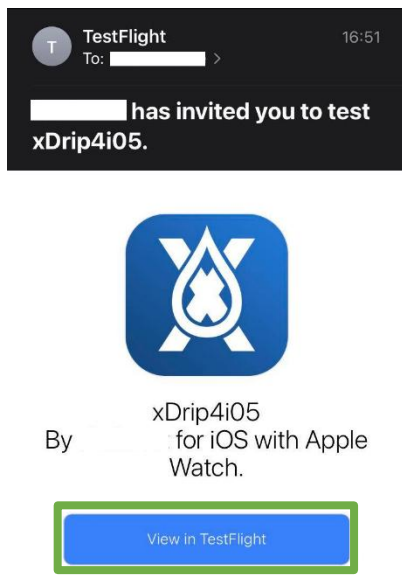 T
TestFlight
16:51
To:
has invited you to test
xDrip4i05.
xDrip4i05
By for iOS with Apple
Watch.
View in TestFlight